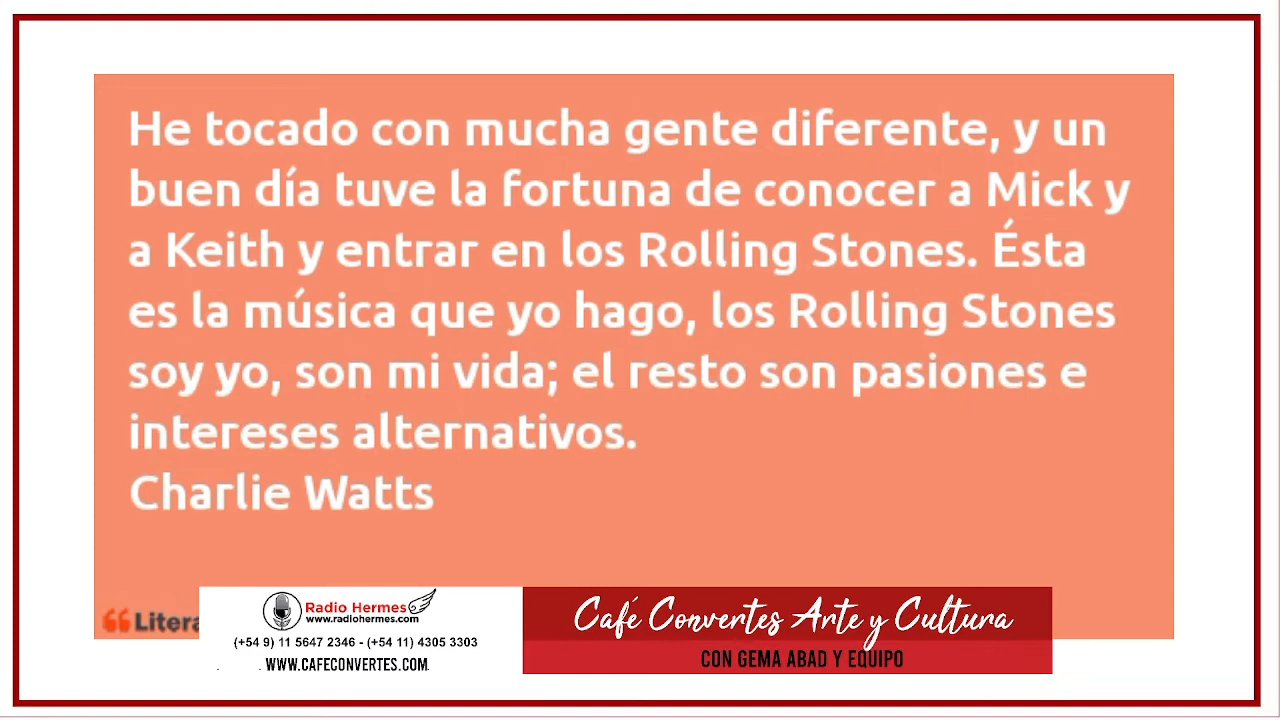 He tocado con mucha gente diferente, y un
buen día tuve la fortuna de conocer a Mick y
a Keith y entrar en los Rolling Stones. Ésta
es la música que yo hago, los Rolling Stones
soy yo, son mi vida; el resto son pasiones e
intereses alternativos.
Charlie Watts
Litera
Radio Hermes
www.radiohermes.com
(+54 9) 11 5647 2346 - (+54 11) 4305 3303
WWW.CAFECONVERTES.COM
Café Convertes Arte y Cultura
CON GEMA ABAD Y EQUIPO